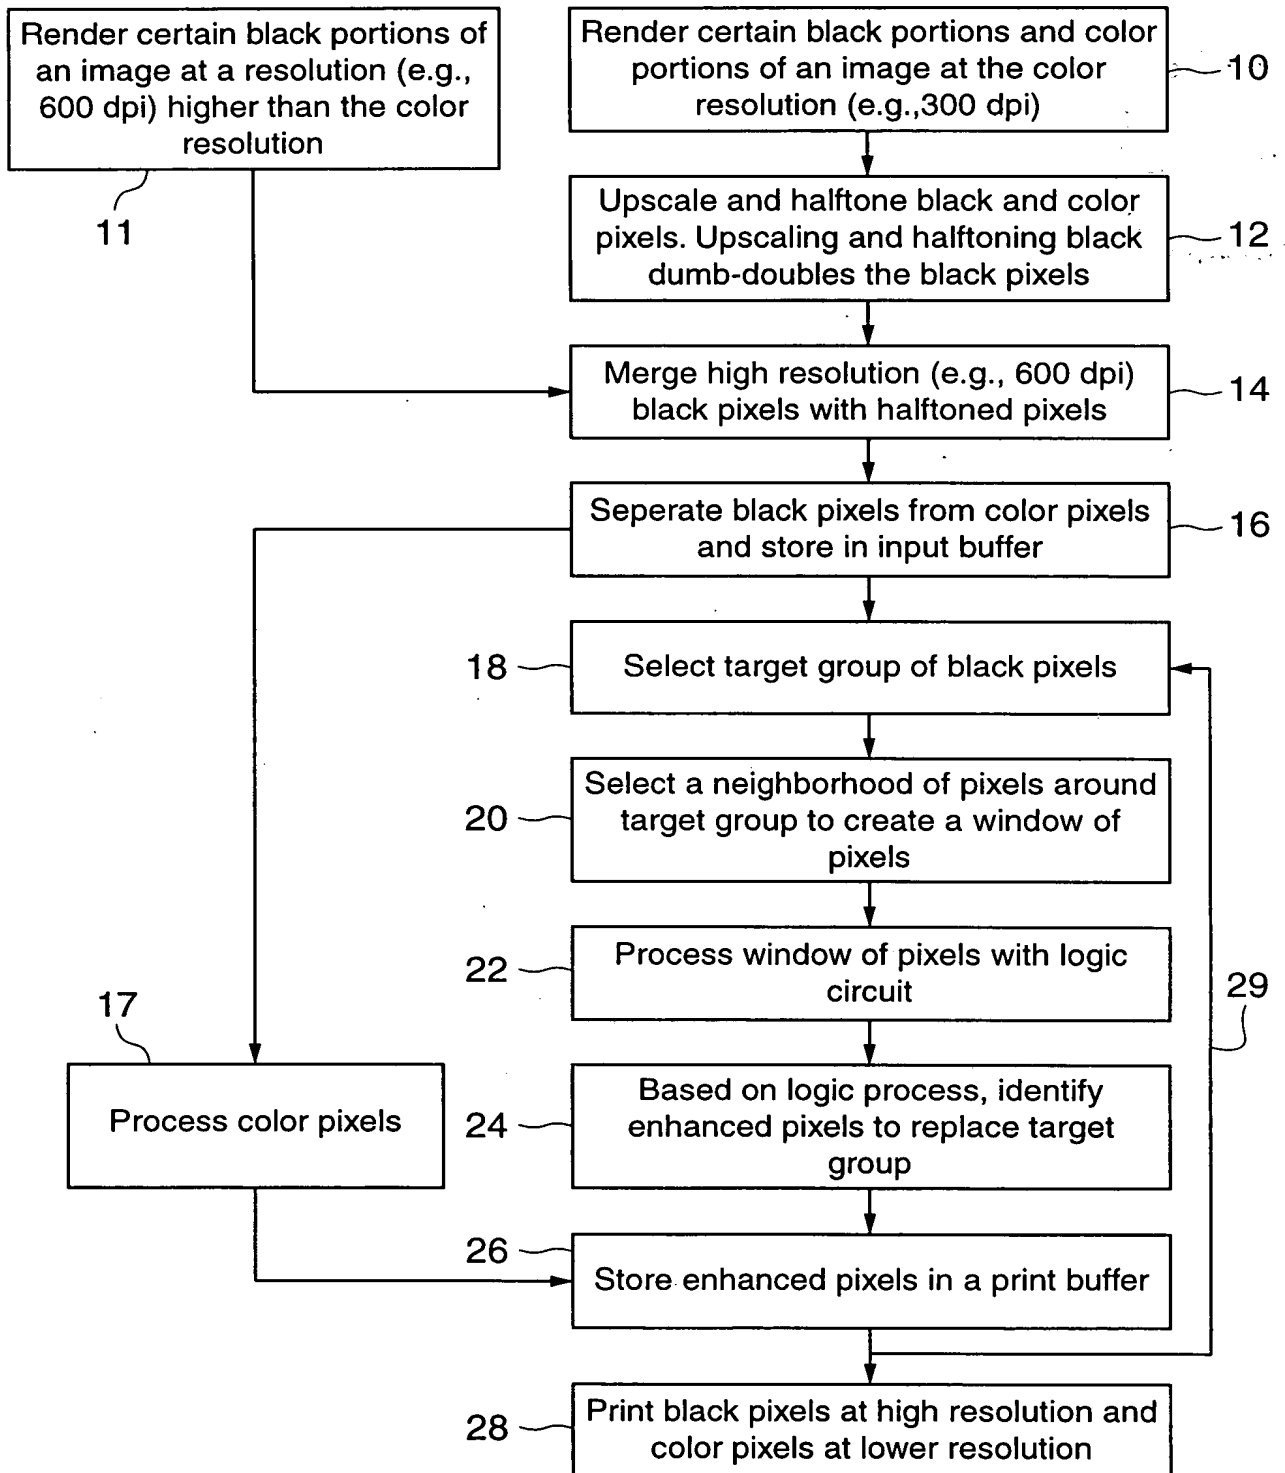 Render certain black portions of
an image at a resolution (e.g.,
600 dpi) higher than the color
resolution
11
Render certain black portions and color
portions of an image at the color
resolution (e.g.,300 dpi)
10
Upscale and halftone black and color
pixels. Upscaling and halftoning black
dumb-doubles the black pixels
12
Merge high resolution (e.g., 600 dpi)
black pixels with halftoned pixels
14
Seperate black pixels from color pixels
and store in input buffer
16
18
Select target group of black pixels
20
Select a neighborhood of pixels around
target group to create a window of
pixels
22
Process window of pixels with logic
circuit
29
17
Process color pixels
24
Based on logic process, identify
enhanced pixels to replace target
group
26
Store enhanced pixels in a print buffer
28
Print black pixels at high resolution and
color pixels at lower resolution